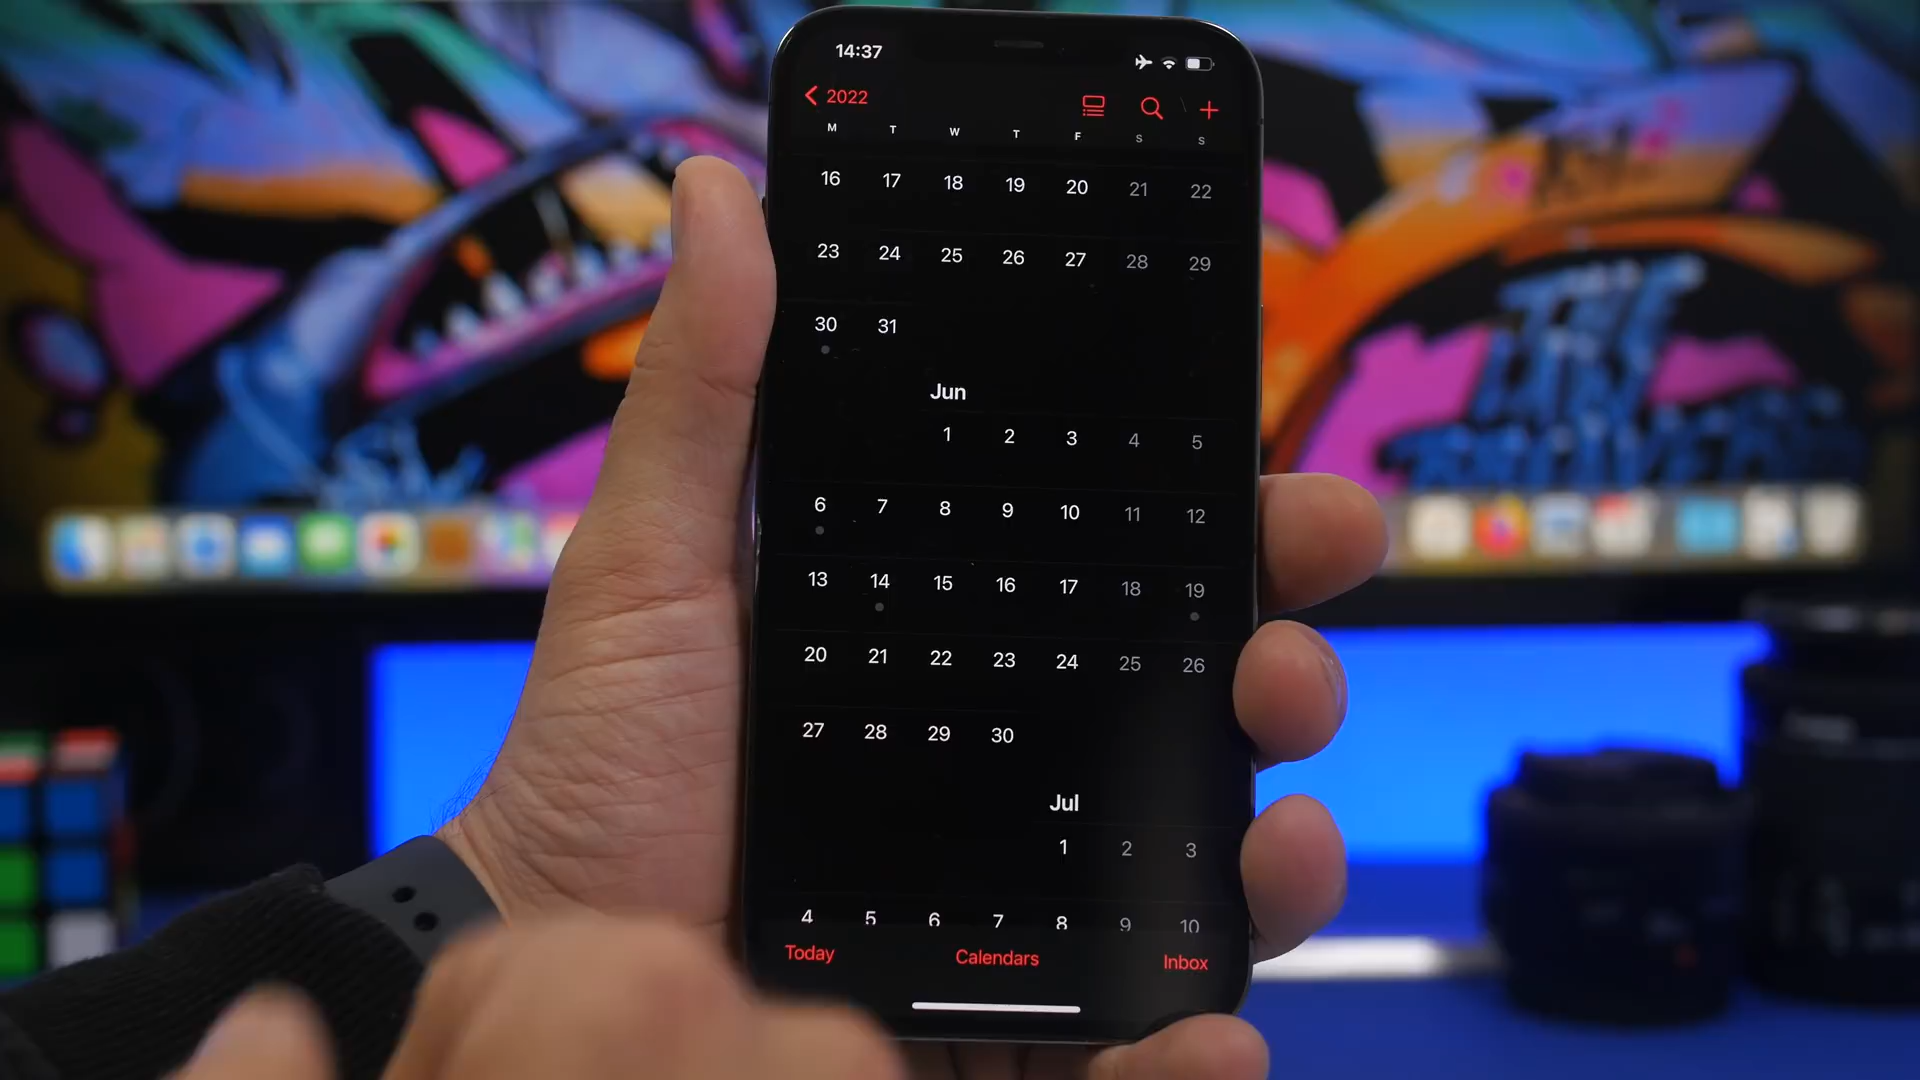 14:37
2022
M T W T F S S
16 17 18 19 20 21 22
23 24 25 26 27 28 29
30 31
Jun
1 2 3 4 5
6 7 8 9 10 11 12
13 14 15 16 17 18 19
20 21 22 23 24 25 26
27 28 29 30
Jul
1 2 3
4 5 6 7 8 9 10
Today Calendars Inbox